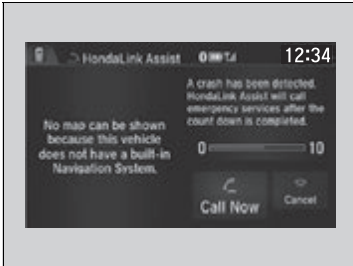 HondaLink Assist
12:34
A crash has been detected.
HondaLink Assist will call
emergency services after the
count down is completed.
No map can be shown
because this vehicle
does not have a built-in
Navigation System.
0 10
Call Now
Cancel